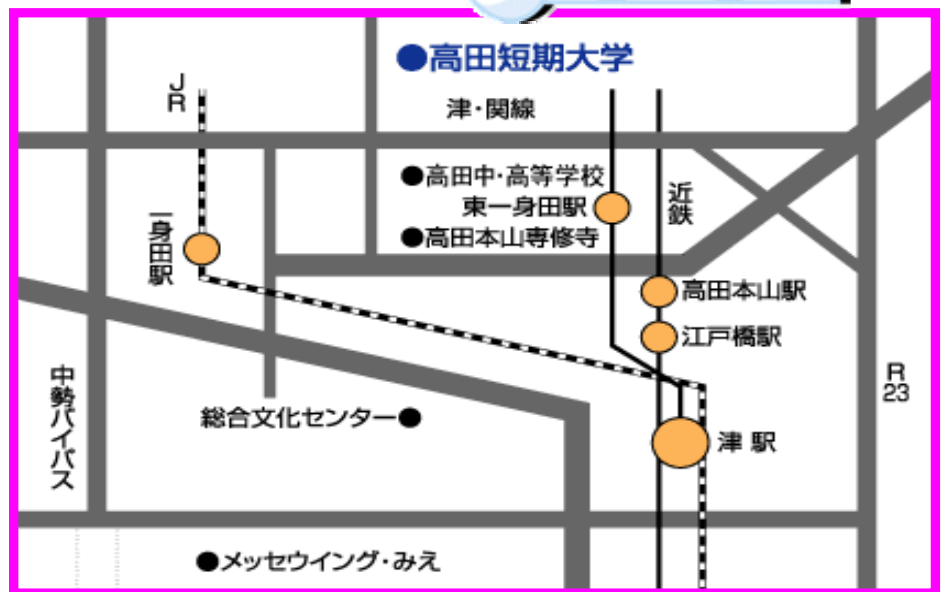 ●高田短期大学
JR
津・関線
●高田中・高等学校
東一身田駅
●高田本山専修寺
近鉄
一身田駅
高田本山駅
江戸橋駅
R23
中勢バイパス
総合文化センター●
津 駅
●メッセウイング・みえ